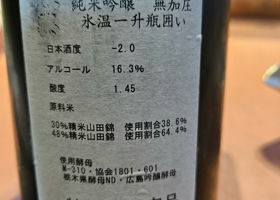 純米吟醸 無加圧
氷温一升瓶囲い
日本酒度 -2.0
アルコール 16.3%
酸度 1.45
原料米
30%精米山田錦 使用割合38.6%
48%精米山田錦 使用割合64.4%
使用酵母
M-310・協会1801・601
栃木県酵母ND・広島吟醸酵母